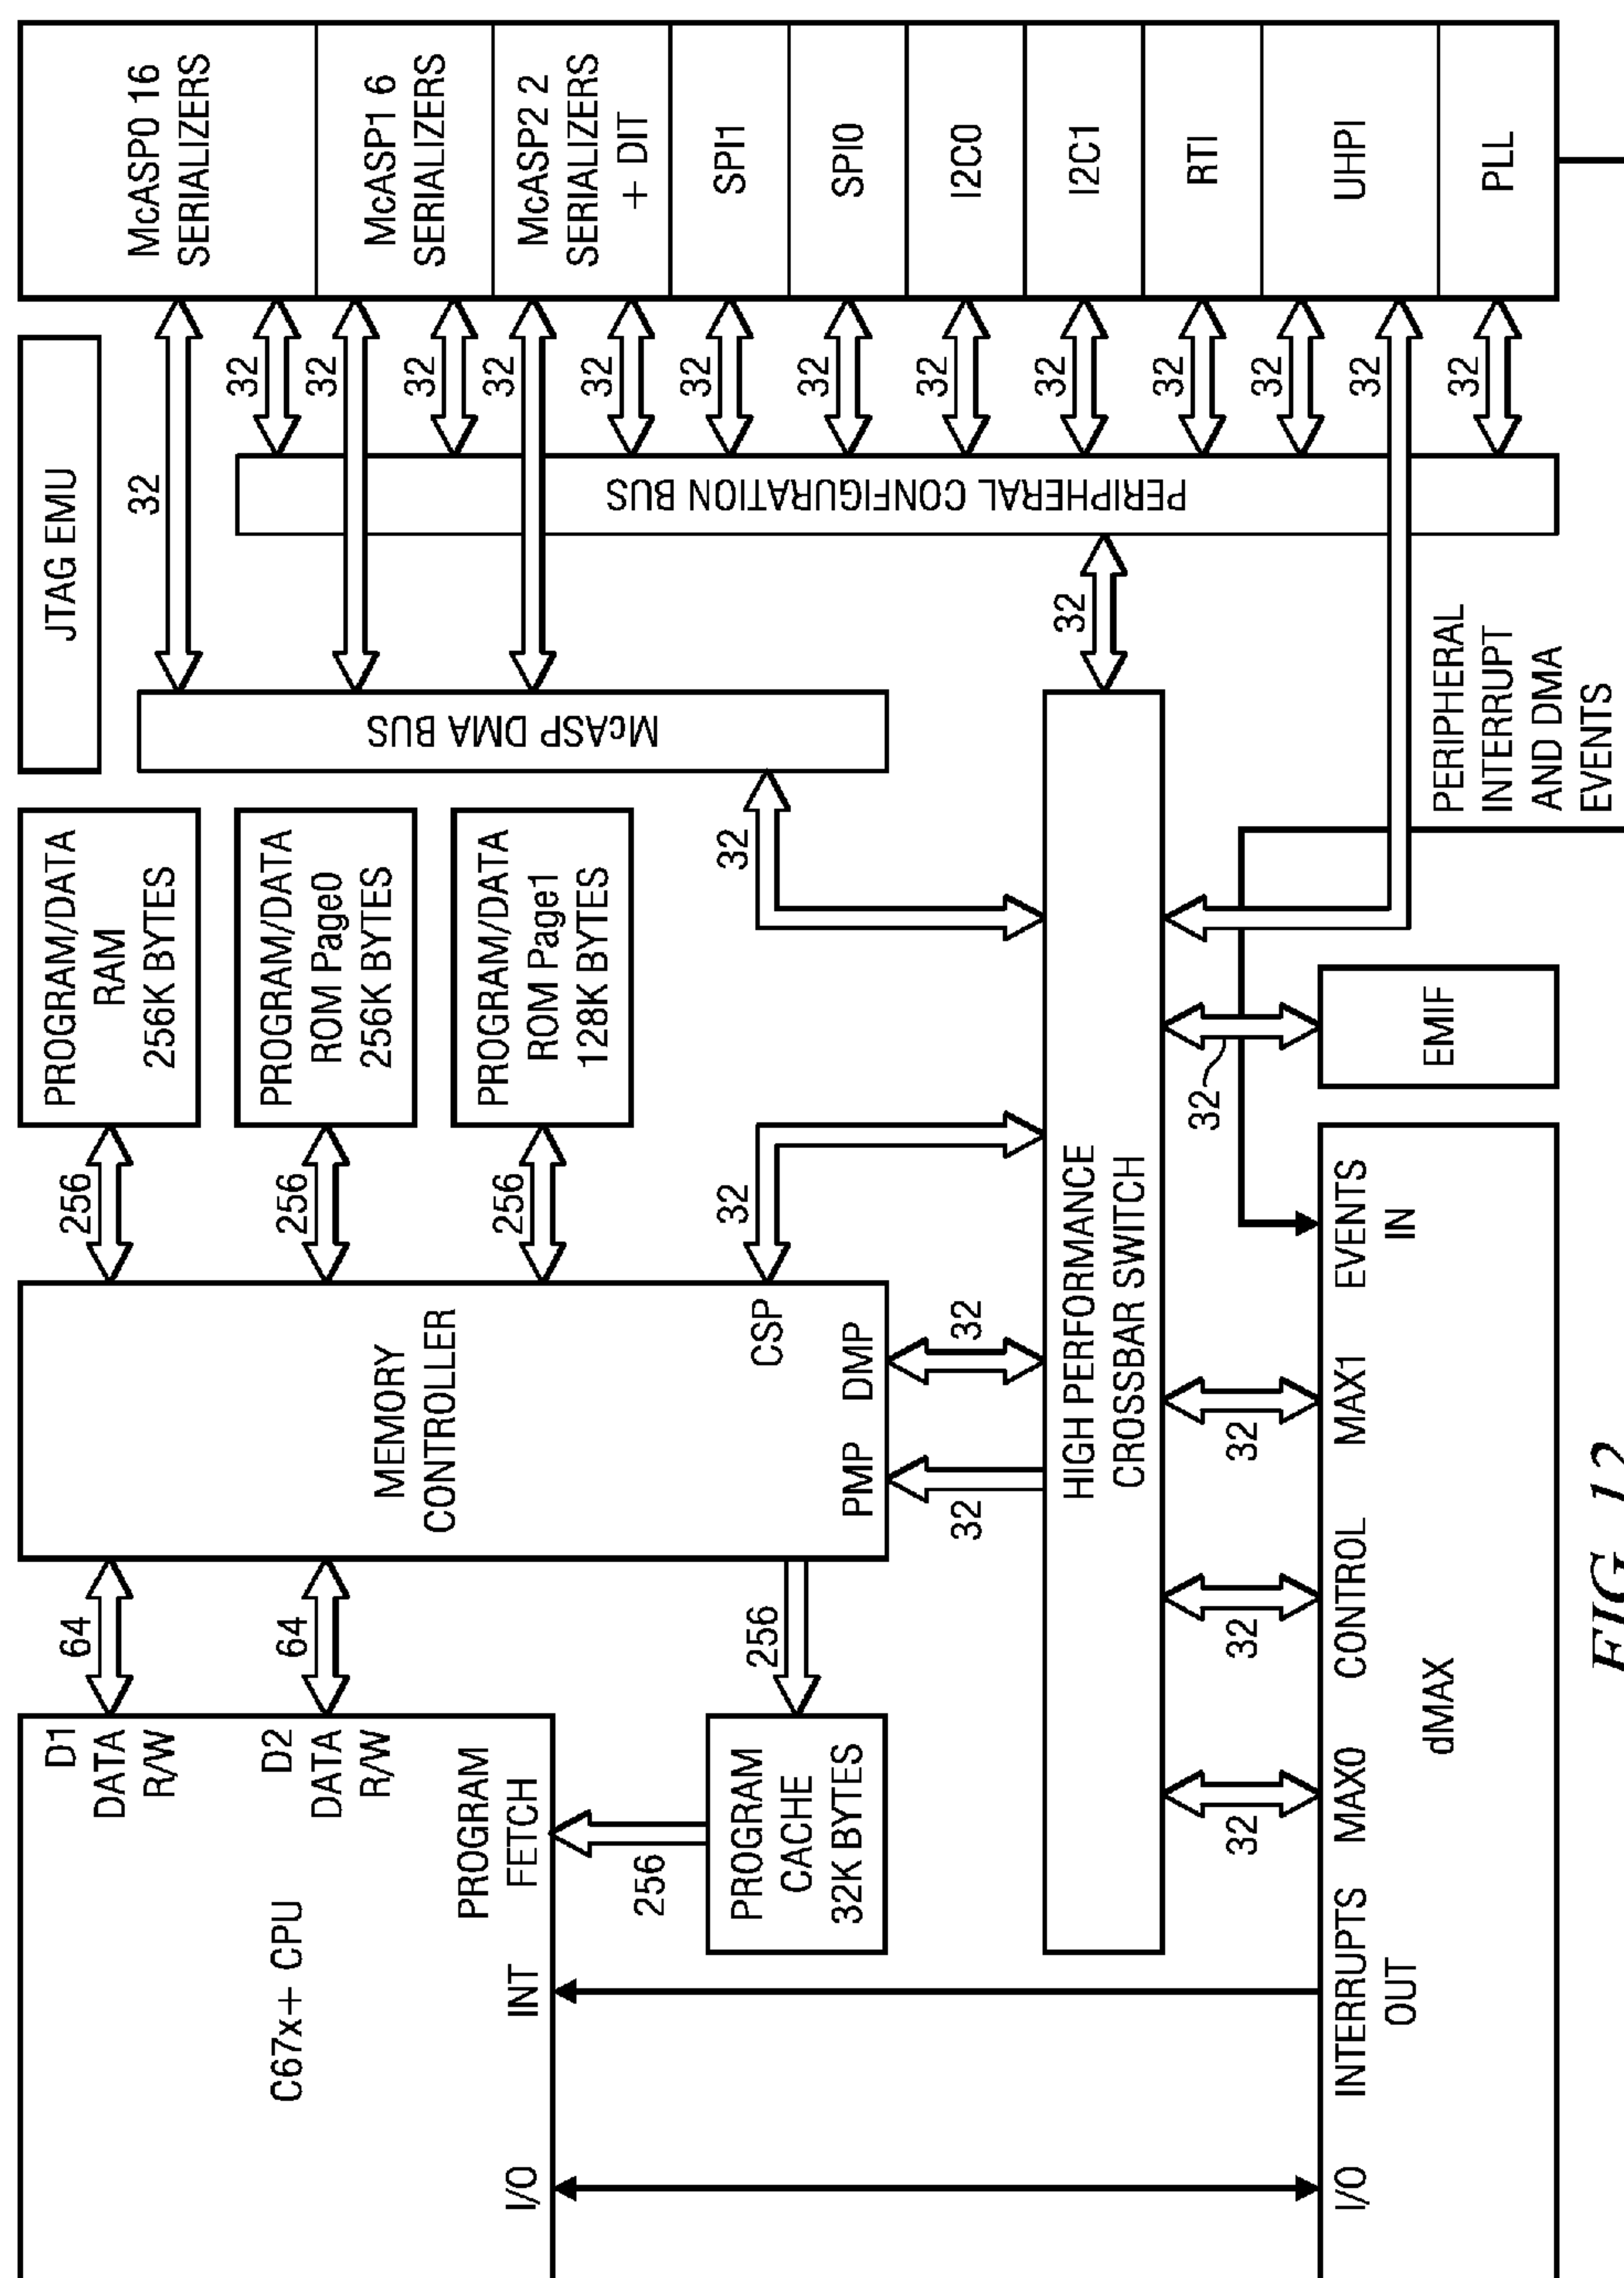 C67x+ CPU
D1
DATA
R/W
D2
DATA
R/W
PROGRAM
FETCH
INT
I/O
64
64
256
256
PROGRAM
CACHE
32K BYTES
MEMORY
CONTROLLER
CSP
PMP
DMP
256
256
256
PROGRAM/DATA
RAM
256K BYTES
PROGRAM/DATA
ROM Page0
256K BYTES
PROGRAM/DATA
ROM Page1
128K BYTES
JTAG EMU
32
32
32
32
McASP DMA BUS
32
32
32
32
32
32
32
32
32
32
32
32
32
32
PERIPHERAL CONFIGURATION BUS
32
McASP0 16
SERIALIZERS
McASP1 6
SERIALIZERS
McASP2 2
SERIALIZERS
+ DIT
SPI1
SPI0
I2C0
I2C1
RTI
UHPI
PLL
HIGH PERFORMANCE
CROSSBAR SWITCH
32
32
32
32
EMIF
PERIPHERAL
INTERRUPT
AND DMA
EVENTS
I/O
INTERRUPTS
OUT
MAX0
CONTROL
MAX1
EVENTS
IN
dMAX
FIG. 12